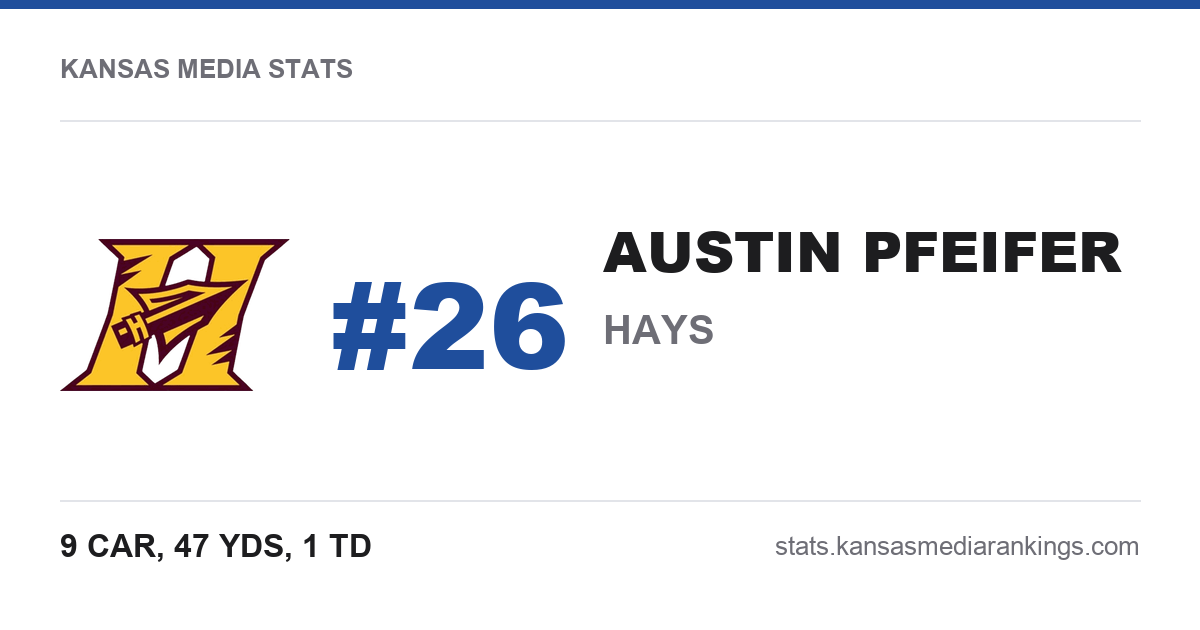 KANSAS MEDIA STATS
H
#26
AUSTIN PFEIFER
HAYS
9 CAR, 47 YDS, 1 TD
stats.kansasmediarankings.com